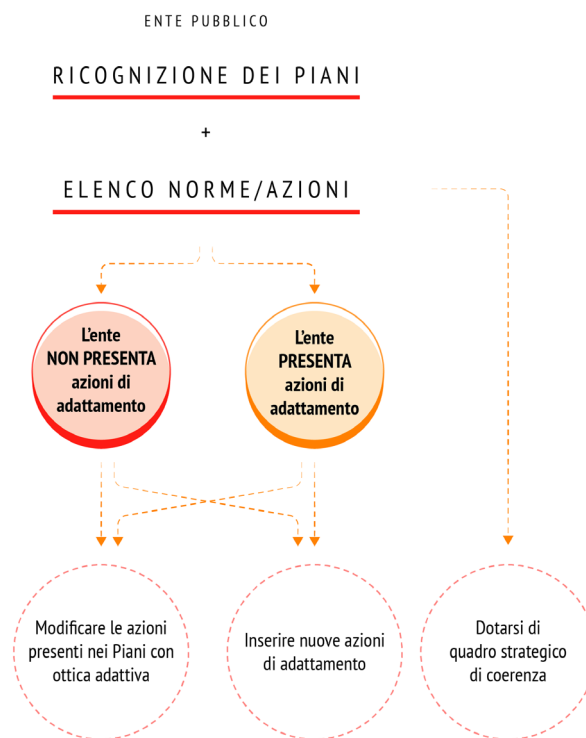 ENTE PUBBLICO
RICOGNIZIONE DEI PIANI
+
ELENCO NORME/AZIONI
L'ente
NON PRESENTA
azioni di
adattamento
L'ente
PRESENTA
azioni di
adattamento
Modificare le azioni
presenti nei Piani con
ottica adattiva
Inserire nuove azioni
di adattamento
Dotarsi di
quadro strategico
di coerenza